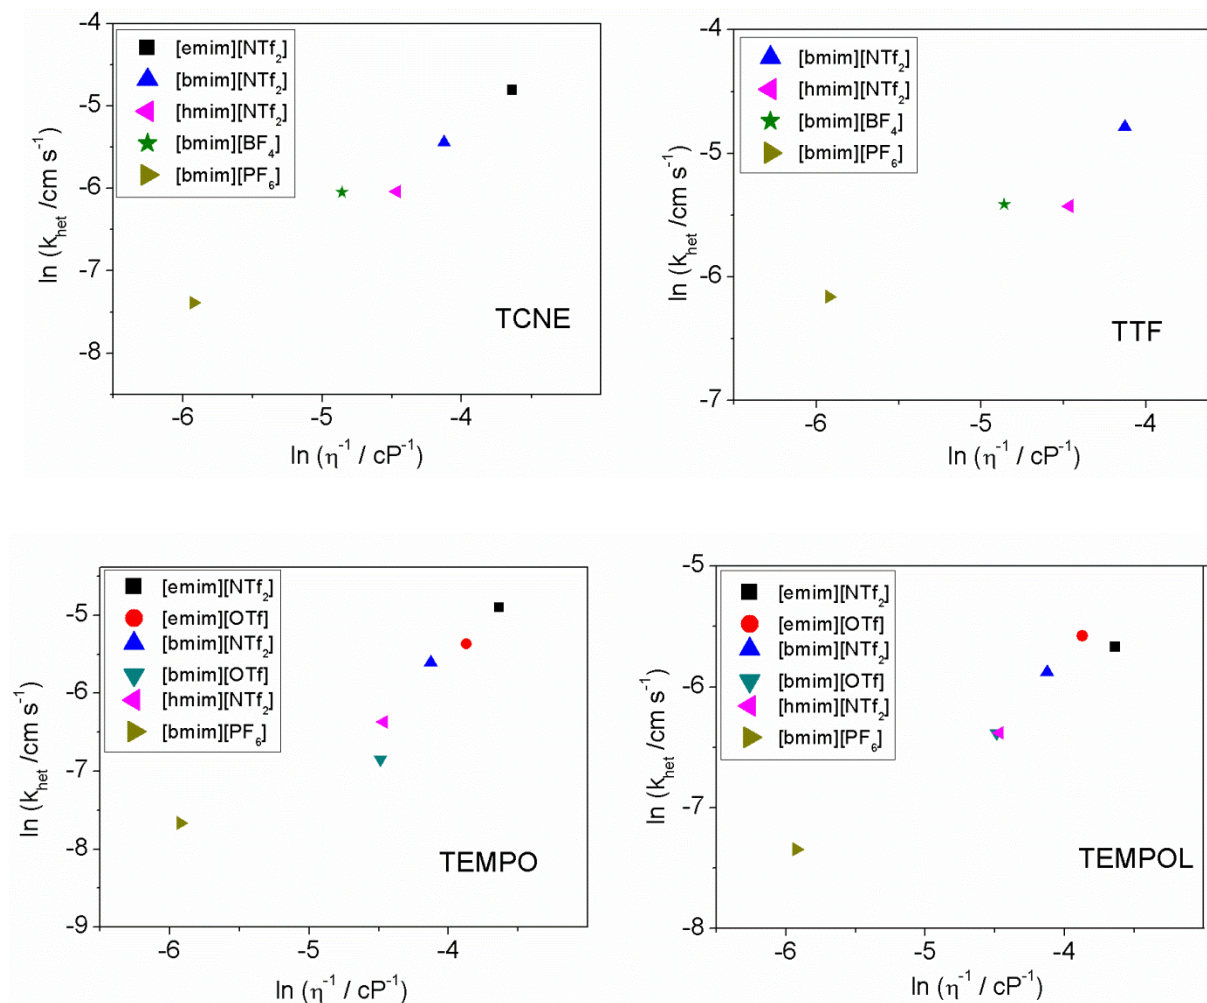 -4
-5
-6
-7
-8
ln (k_het /cm s⁻¹)
[emim][NTf₂]
[bmim][NTf₂]
[hmim][NTf₂]
[bmim][BF₄]
[bmim][PF₆]
TCNE
-6 -5 -4
ln (η⁻¹ / cP⁻¹)
-4
-5
-6
-7
ln (k_het /cm s⁻¹)
[bmim][NTf₂]
[hmim][NTf₂]
[bmim][BF₄]
[bmim][PF₆]
TTF
-6 -5 -4
ln (η⁻¹ / cP⁻¹)
-5
-6
-7
-8
-9
ln (k_het /cm s⁻¹)
[emim][NTf₂]
[emim][OTf]
[bmim][NTf₂]
[bmim][OTf]
[hmim][NTf₂]
[bmim][PF₆]
TEMPO
-6 -5 -4
ln (η⁻¹ / cP⁻¹)
-5
-6
-7
-8
ln (k_het /cm s⁻¹)
[emim][NTf₂]
[emim][OTf]
[bmim][NTf₂]
[bmim][OTf]
[hmim][NTf₂]
[bmim][PF₆]
TEMPOL
-6 -5 -4
ln (η⁻¹ / cP⁻¹)